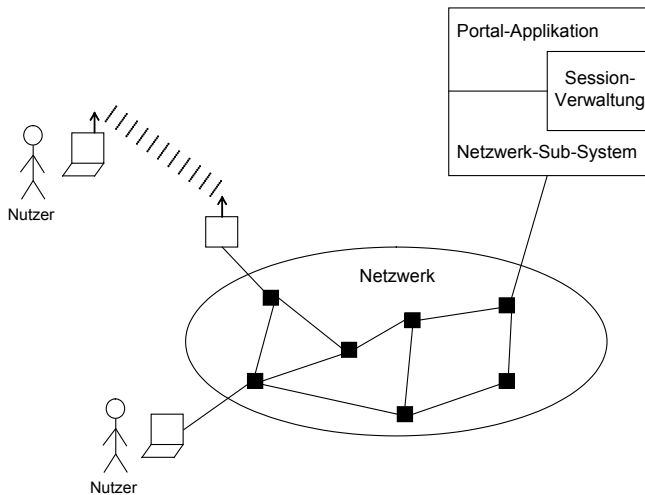 Portal-Applikation
Session-
Verwaltung
Netzwerk-Sub-System
Nutzer
Netzwerk
Nutzer